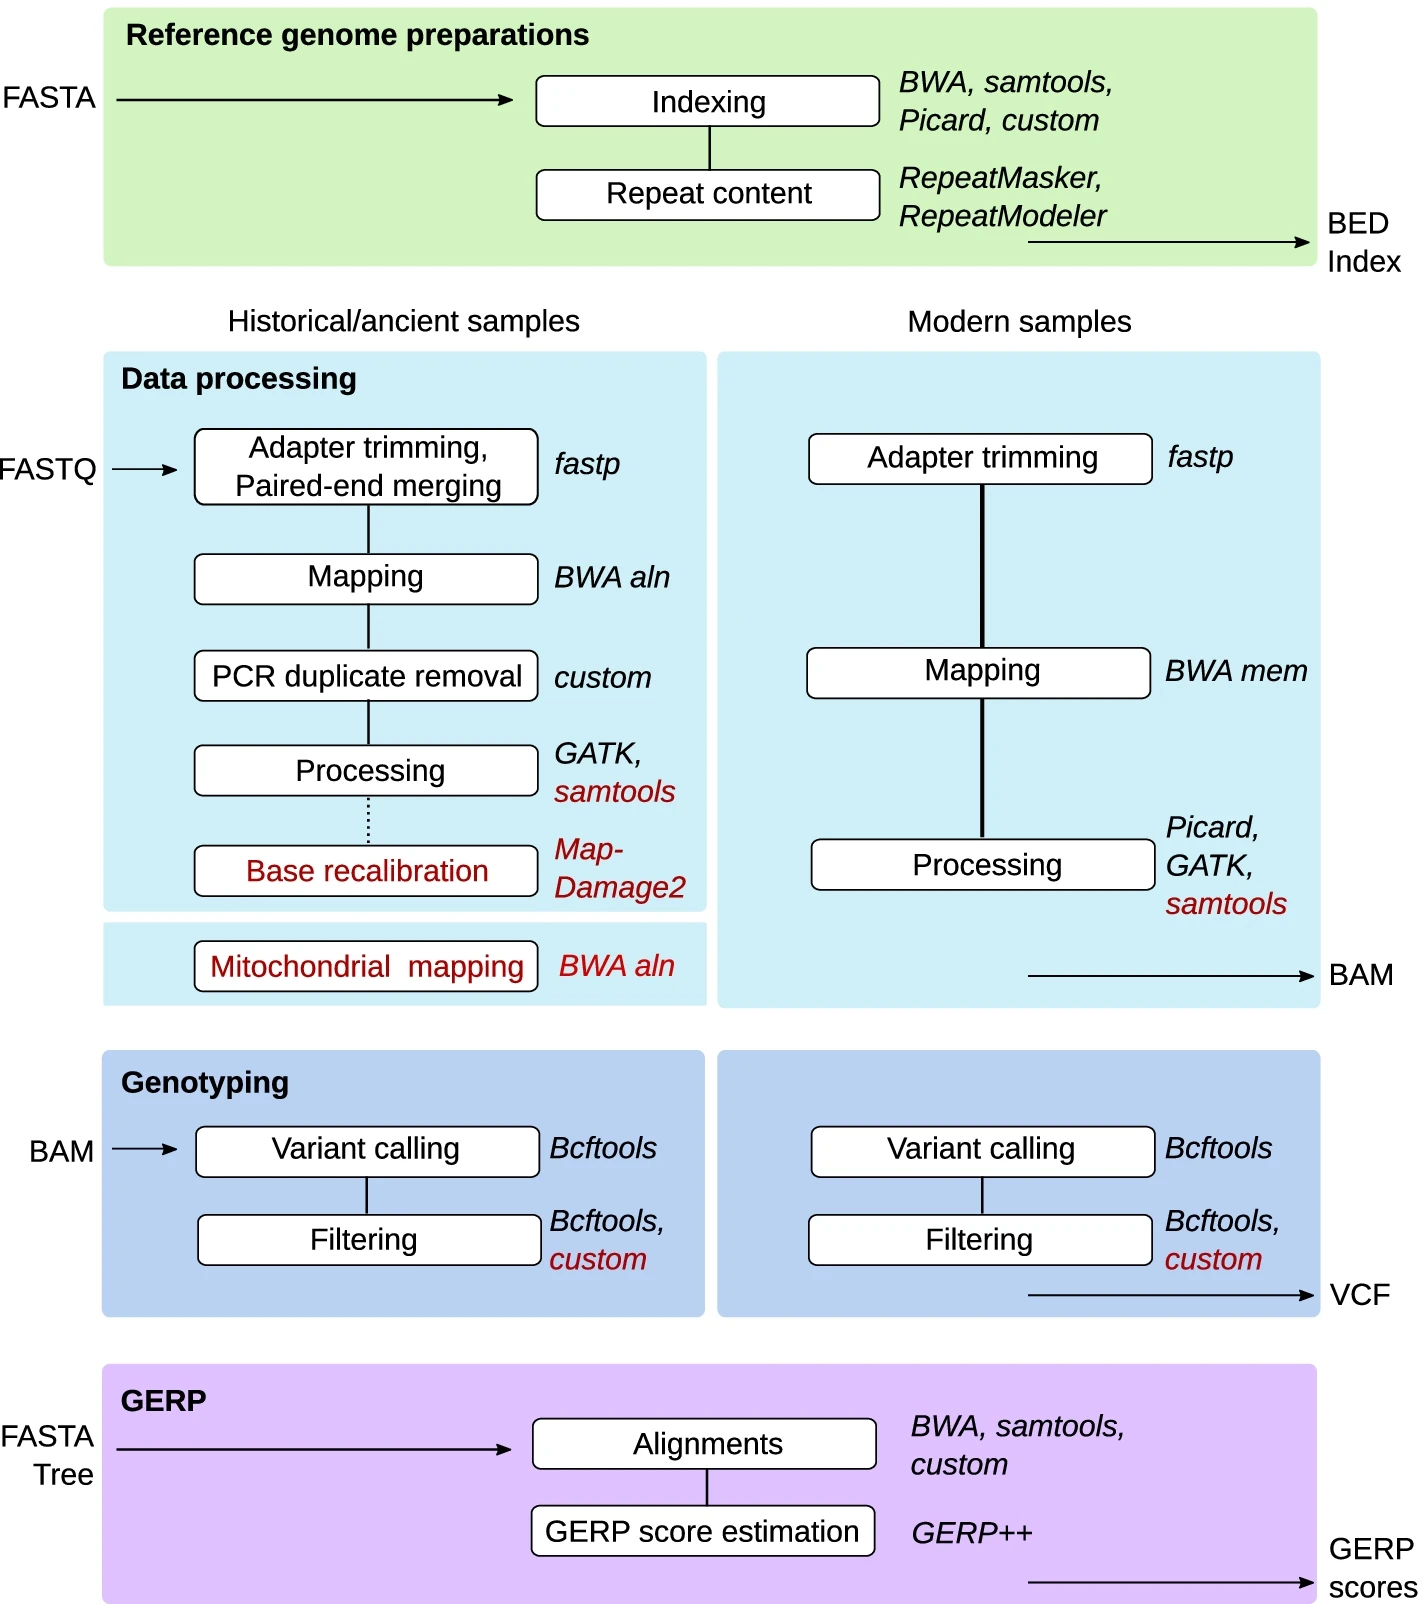 Reference genome preparations
FASTA
Indexing
BWA, samtools,
Picard, custom
Repeat content
RepeatMasker,
RepeatModeler
BED
Index
Historical/ancient samples
Modern samples
Data processing
FASTQ
Adapter trimming,
Paired-end merging
fastp
Mapping
BWA aln
PCR duplicate removal
custom
Processing
GATK,
samtools
Base recalibration
Map-
Damage2
Mitochondrial mapping
BWA aln
Adapter trimming
fastp
Mapping
BWA mem
Processing
Picard,
GATK,
samtools
BAM
Genotyping
BAM
Variant calling
Bcftools
Filtering
Bcftools,
custom
Variant calling
Bcftools
Filtering
Bcftools,
custom
VCF
GERP
FASTA
Tree
Alignments
BWA, samtools,
custom
GERP score estimation
GERP++
GERP
scores